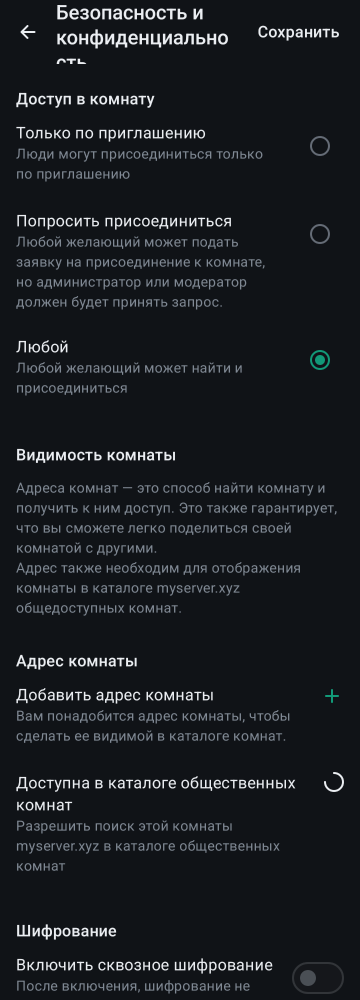 Безопасность и
конфиденциально
сть
Сохранить
Доступ в комнату
Только по приглашению
Люди могут присоединиться только
по приглашению
Попросить присоединиться
Любой желающий может подать
заявку на присоединение к комнате,
но администратор или модератор
должен будет принять запрос.
Любой
Любой желающий может найти и
присоединиться
Видимость комнаты
Адреса комнат — это способ найти комнату и
получить к ним доступ. Это также гарантирует,
что вы сможете легко поделиться своей
комнатой с другими.
Адрес также необходим для отображения
комнаты в каталоге myserver.xyz
общедоступных комнат.
Адрес комнаты
Добавить адрес комнаты
Вам понадобится адрес комнаты, чтобы
сделать ее видимой в каталоге комнат.
Доступна в каталоге общественных
комнат
Разрешить поиск этой комнаты
myserver.xyz в каталоге общественных
комнат
Шифрование
Включить сквозное шифрование
После включения, шифрование не